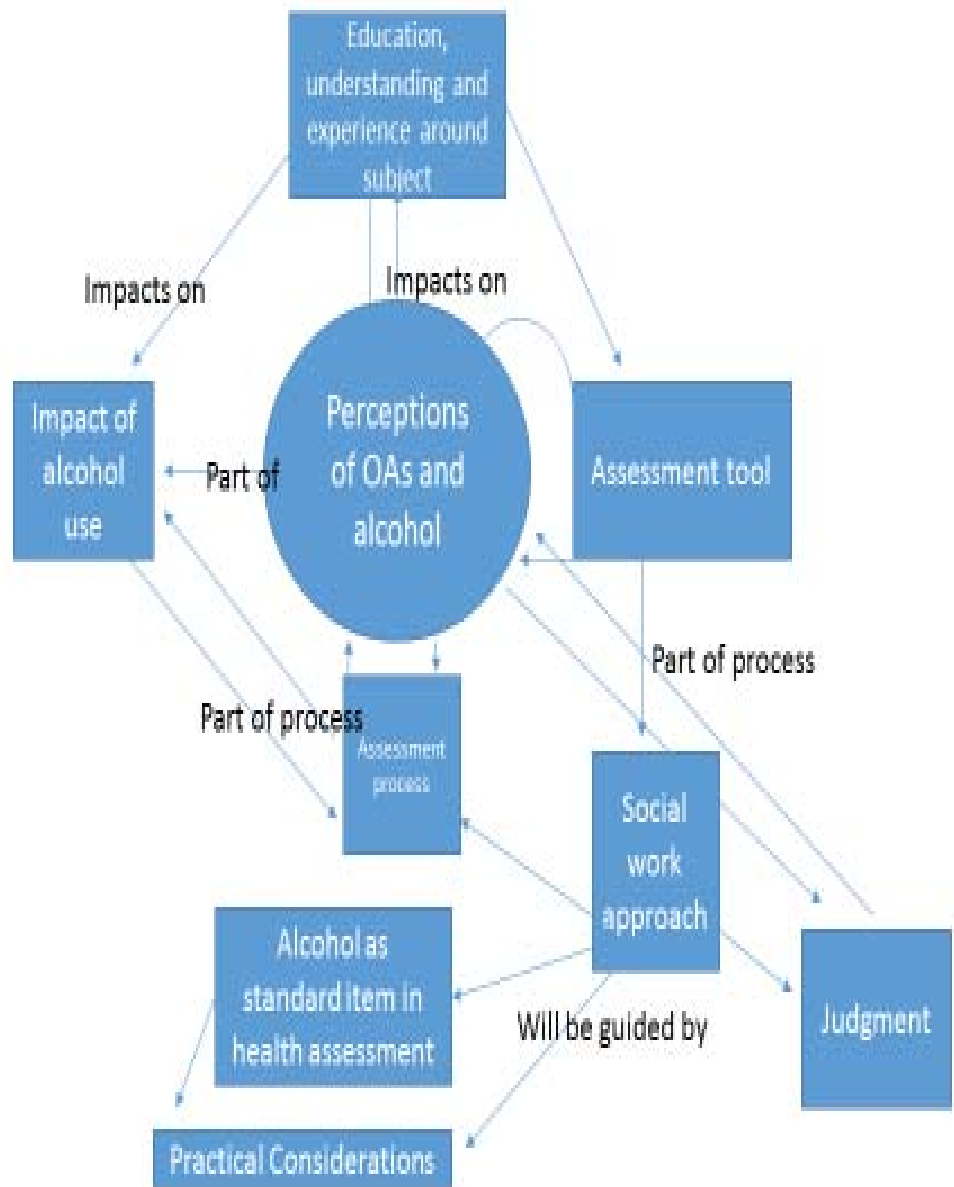 Education,
understanding and
experience around
subject
Impacts on
Impacts on
Impact of
alcohol
use
Part of
Perceptions
of OAs and
alcohol
Assessment tool
Part of process
Part of process
Assessment
process
Social
work
approach
Alcohol as
standard item in
health assessment
Will be guided by
Judgment
Practical Considerations